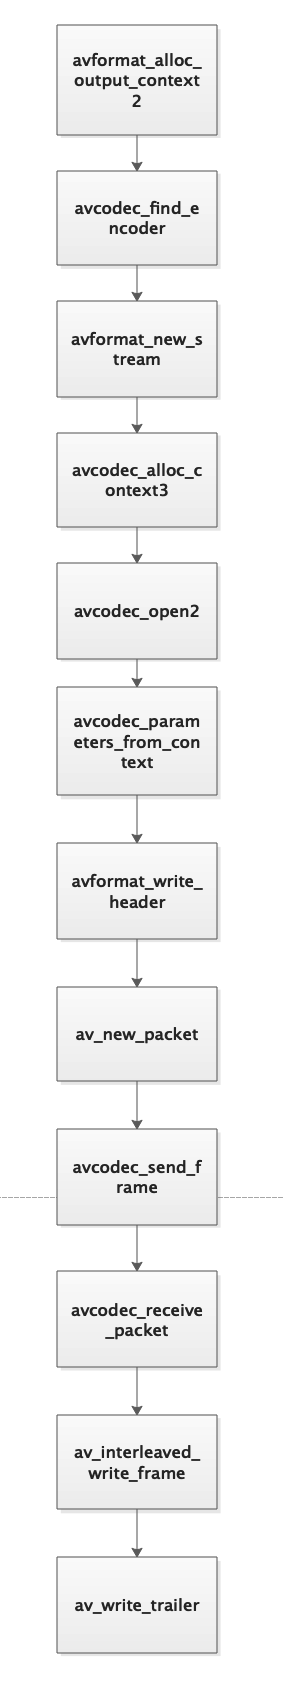 avformat_alloc_
output_context
2
avcodec_find_e
ncoder
avformat_new_s
tream
avcodec_alloc_c
ontext3
avcodec_open2
avcodec_param
eters_from_con
text
avformat_write_
header
av_new_packet
avcodec_send_f
rame
avcodec_receive
_packet
av_interleaved_
write_frame
av_write_trailer